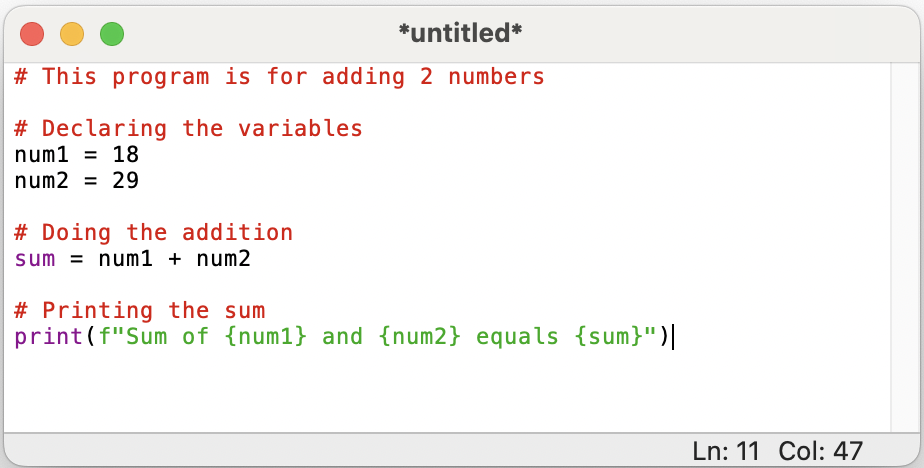 *untitled*
# This program is for adding 2 numbers
# Declaring the variables
num1 = 18
num2 = 29
# Doing the addition
sum = num1 + num2
# Printing the sum
print(f"Sum of {num1} and {num2} equals {sum}")
Ln: 11 Col: 47